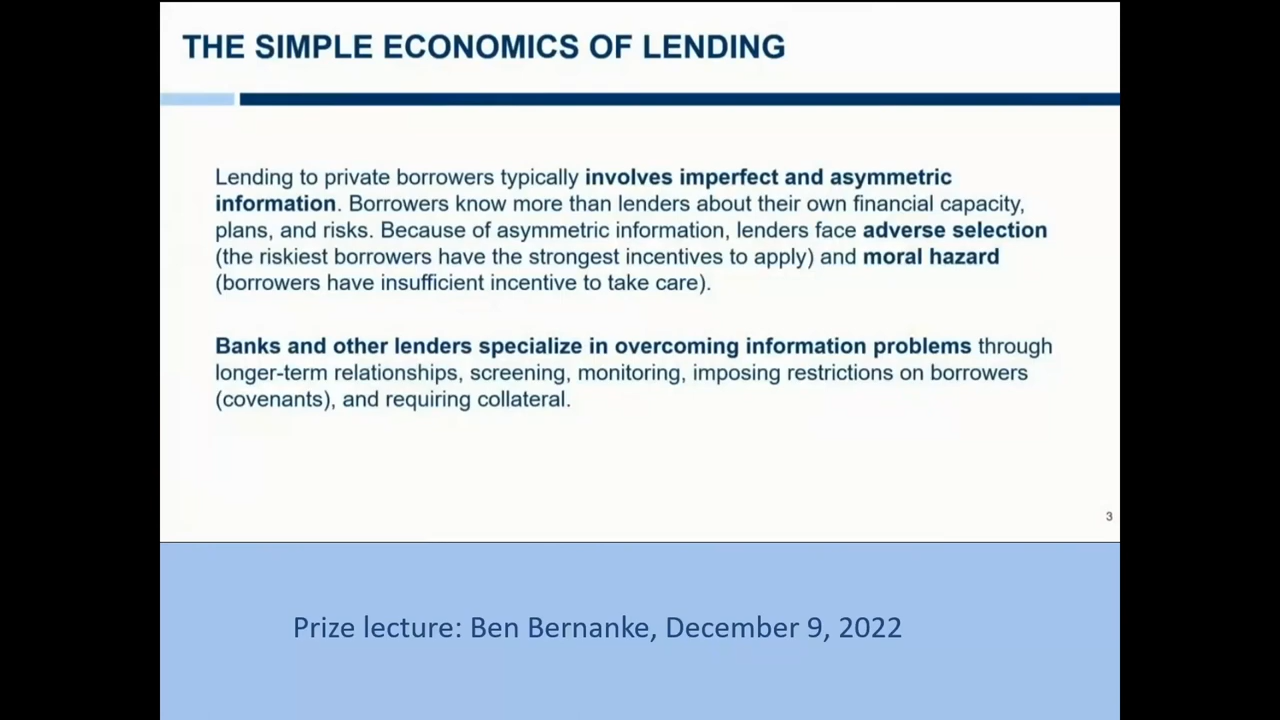 THE SIMPLE ECONOMICS OF LENDING
Lending to private borrowers typically involves imperfect and asymmetric
information. Borrowers know more than lenders about their own financial capacity,
plans, and risks. Because of asymmetric information, lenders face adverse selection
(the riskiest borrowers have the strongest incentives to apply) and moral hazard
(borrowers have insufficient incentive to take care).
Banks and other lenders specialize in overcoming information problems through
longer-term relationships, screening, monitoring, imposing restrictions on borrowers
(covenants), and requiring collateral.
3
Prize lecture: Ben Bernanke, December 9, 2022